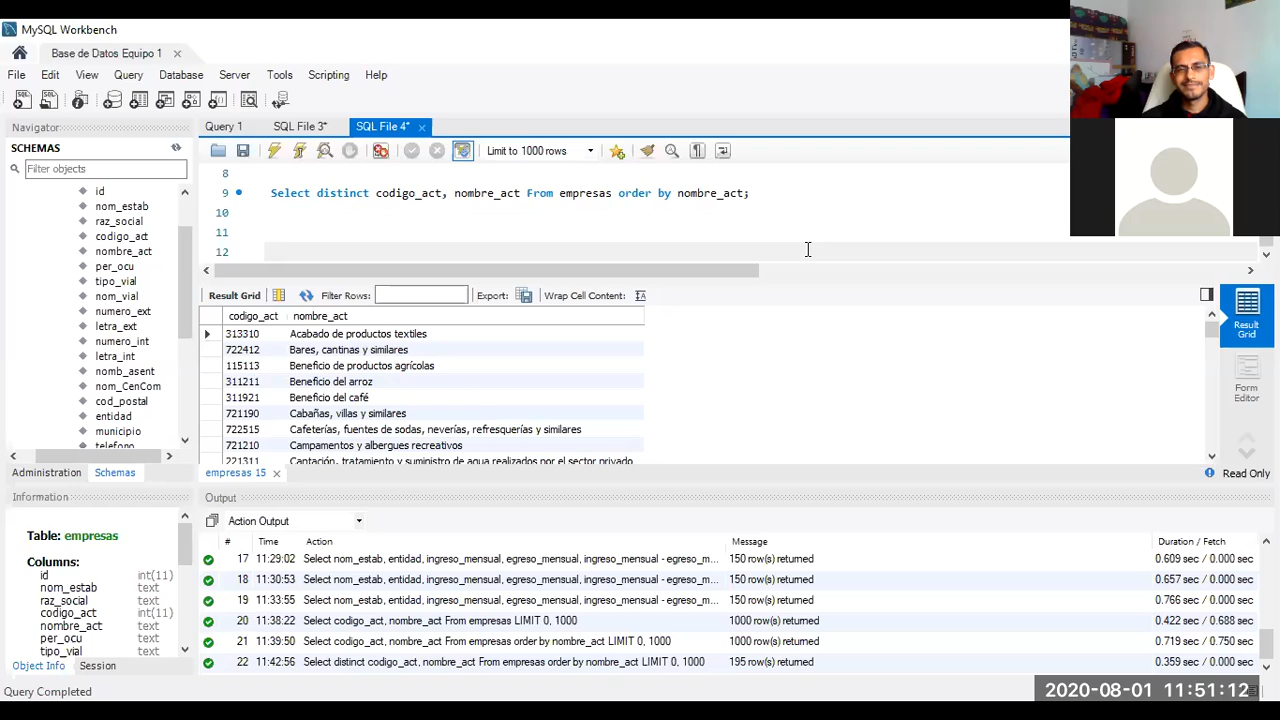 MySQL Workbench
Base de Datos Equipo 1
File Edit View Query Database Server Tools Scripting Help
Navigator
SCHEMAS
Filter objects
id
nom_estab
raz_social
codigo_act
nombre_act
per_ocu
tipo_vial
nom_vial
numero_ext
letra_ext
numero_int
letra_int
nomb_asent
nom_CenCom
cod_postal
entidad
municipio
telefono
Administration Schemas
Information
Table: empresas
Columns:
id int(11)
nom_estab text
raz_social text
codigo_act int(11)
nombre_act text
per_ocu text
tipo_vial text
Object Info Session
Query Completed
Query 1 SQL File 3* SQL File 4*
Limit to 1000 rows
8
9 Select distinct codigo_act, nombre_act From empresas order by nombre_act;
10
11
12
Result Grid Filter Rows: Export: Wrap Cell Content:
codigo_act nombre_act
313310 Acabado de productos textiles
722412 Bares, cantinas y similares
115113 Beneficio de productos agrícolas
311211 Beneficio del arroz
311921 Beneficio del café
721190 Cabañas, villas y similares
722515 Cafeterías, fuentes de sodas, neverías, refresquerías y similares
721210 Campamentos y albergues recreativos
221311 Captación, tratamiento y suministro de agua realizados por el sector privado
Result Grid
Form Editor
empresas 15
Read Only
Output
Action Output
# Time Action Message Duration / Fetch
17 11:29:02 Select nom_estab, entidad, ingreso_mensual, egreso_mensual, ingreso_mensual - egreso_m... 150 row(s) returned 0.609 sec / 0.000 sec
18 11:30:53 Select nom_estab, entidad, ingreso_mensual, egreso_mensual, ingreso_mensual - egreso_m... 150 row(s) returned 0.657 sec / 0.000 sec
19 11:33:55 Select nom_estab, entidad, ingreso_mensual, egreso_mensual, ingreso_mensual - egreso_m... 150 row(s) returned 0.766 sec / 0.000 sec
20 11:38:22 Select codigo_act, nombre_act From empresas LIMIT 0, 1000 1000 row(s) returned 0.422 sec / 0.688 sec
21 11:39:50 Select codigo_act, nombre_act From empresas order by nombre_act LIMIT 0, 1000 1000 row(s) returned 0.719 sec / 0.750 sec
22 11:42:56 Select distinct codigo_act, nombre_act From empresas order by nombre_act LIMIT 0, 1000 195 row(s) returned 0.359 sec / 0.000 sec
2020-08-01 11:51:12